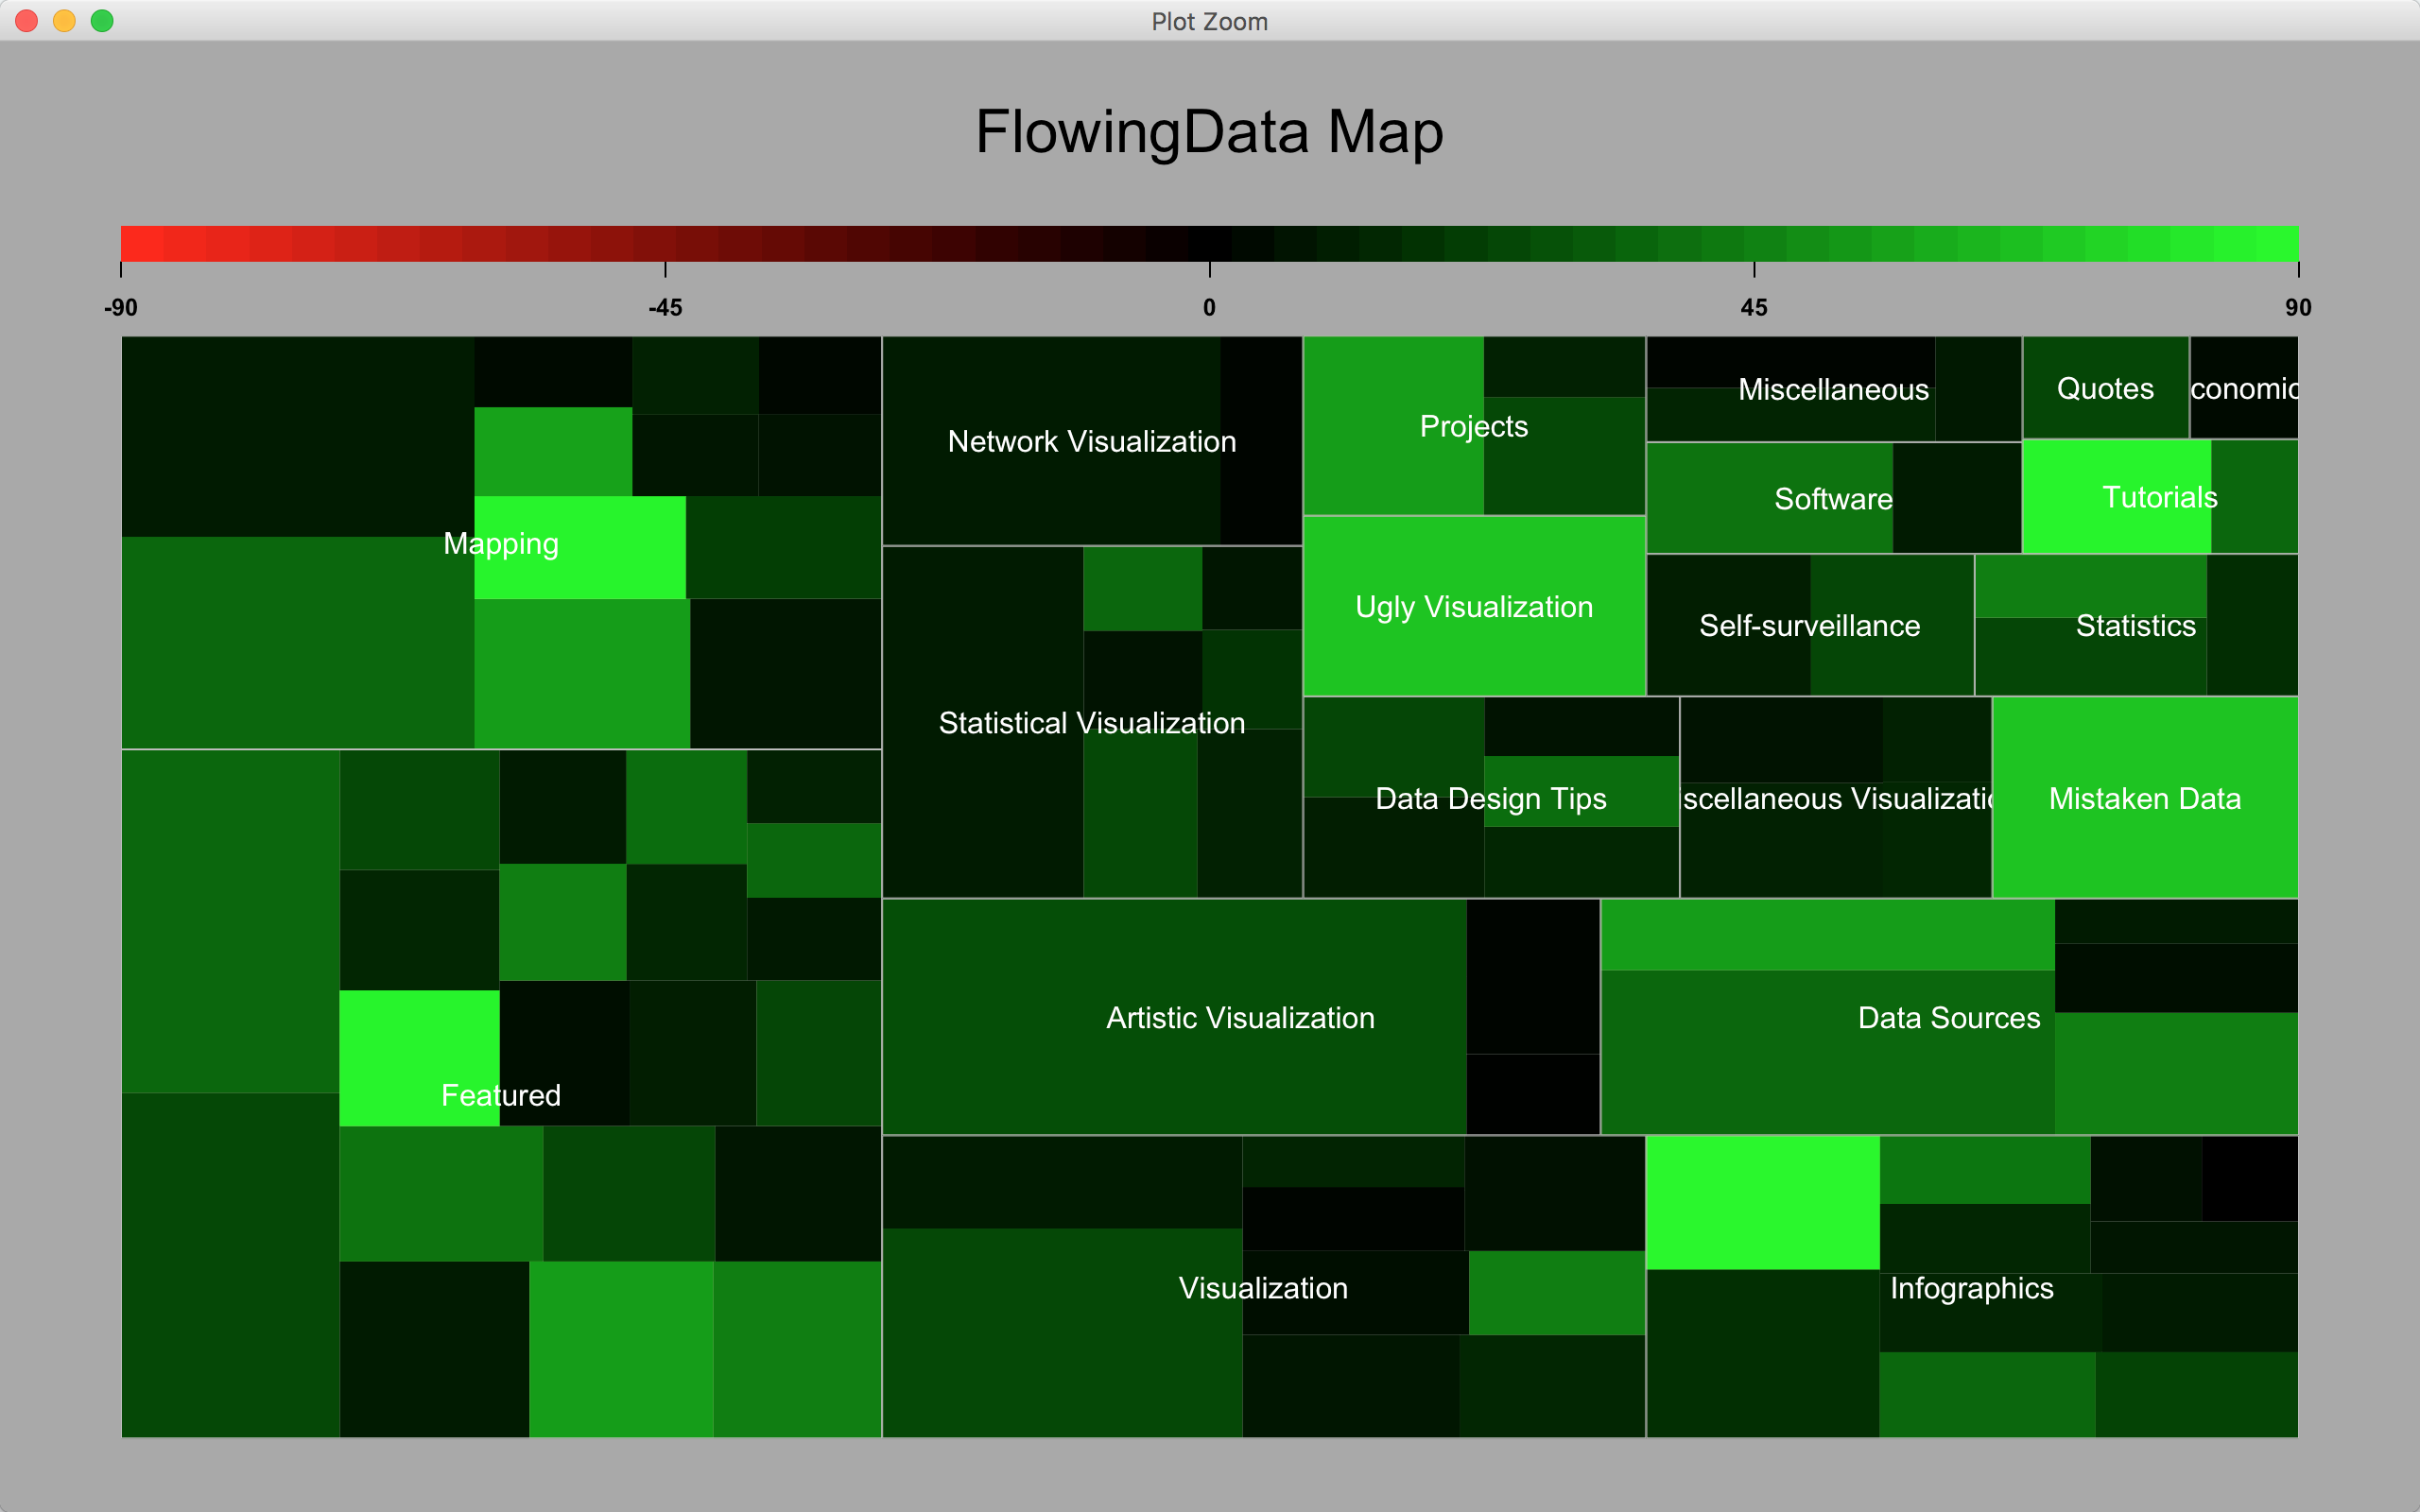 Plot Zoom
FlowingData Map
-90 -45 0 45 90
Miscellaneous
Quotes
conomic
Projects
Network Visualization
Software
Tutorials
Mapping
Ugly Visualization
Self-surveillance
Statistics
Statistical Visualization
Data Design Tips
iscellaneous Visualizatic
Mistaken Data
Artistic Visualization
Data Sources
Featured
Visualization
Infographics